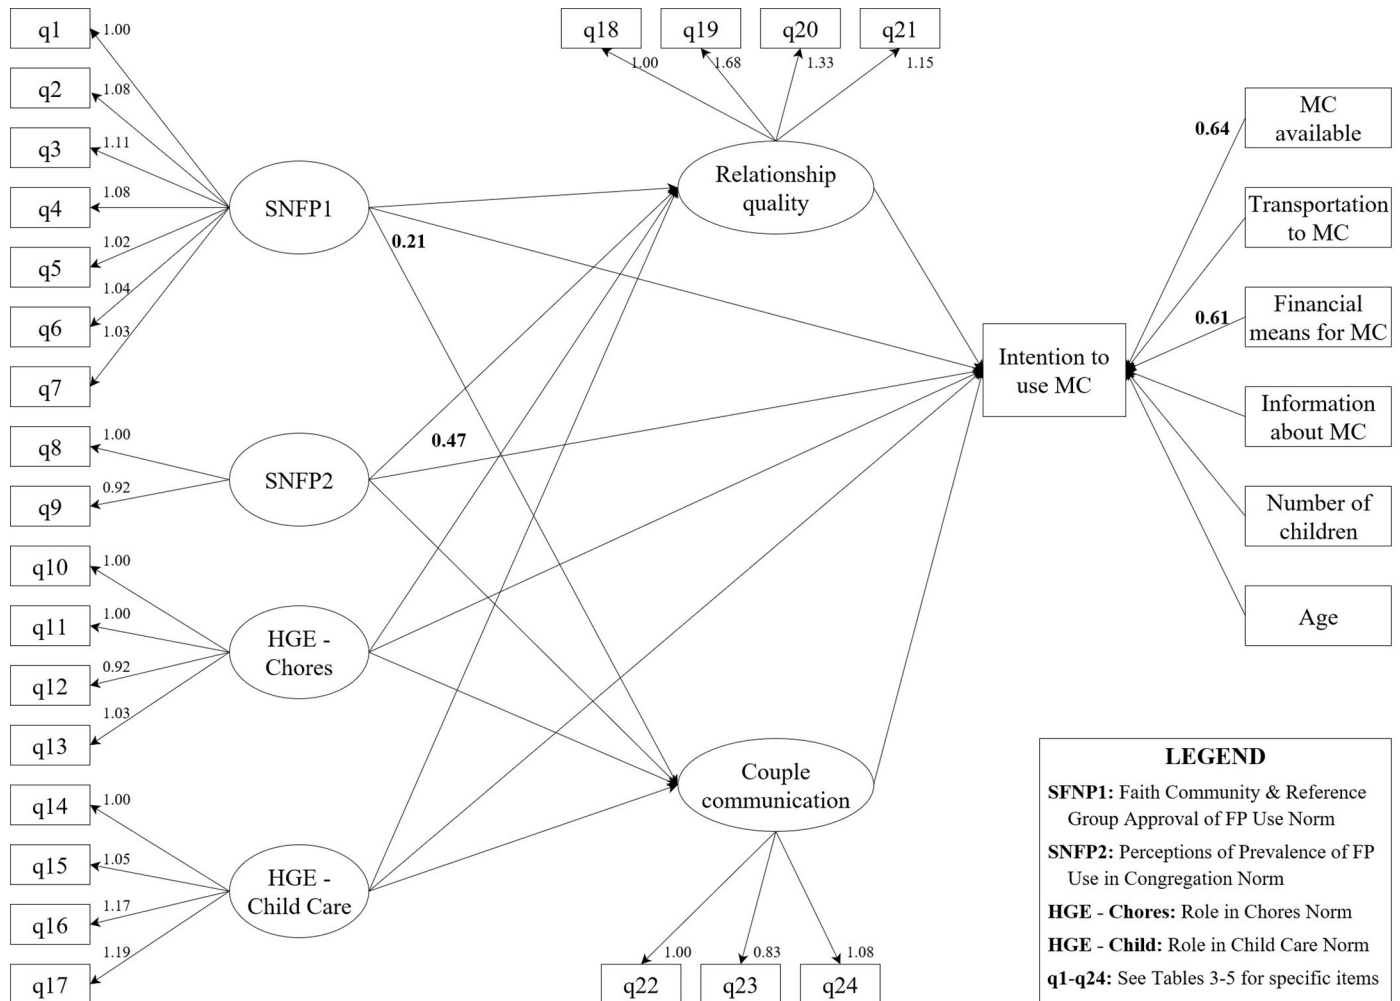 q1
1.00
q2
1.08
q3
1.11
q4
1.08
q5
1.02
q6
1.04
q7
1.03
q8
1.00
q9
0.92
q10
1.00
q11
1.00
q12
0.92
q13
1.03
q14
1.00
q15
1.05
q16
1.17
q17
1.19
SNFP1
SNFP2
HGE -
Chores
HGE -
Child Care
0.21
0.47
q18
q19
q20
q21
1.00
1.68
1.33
1.15
Relationship
quality
Couple
communication
1.00
0.83
1.08
q22
q23
q24
Intention to
use MC
0.64
0.61
MC
available
Transportation
to MC
Financial
means for MC
Information
about MC
Number of
children
Age
LEGEND
SFNP1: Faith Community & Reference
Group Approval of FP Use Norm
SNFP2: Perceptions of Prevalence of FP
Use in Congregation Norm
HGE - Chores: Role in Chores Norm
HGE - Child: Role in Child Care Norm
q1-q24: See Tables 3-5 for specific items